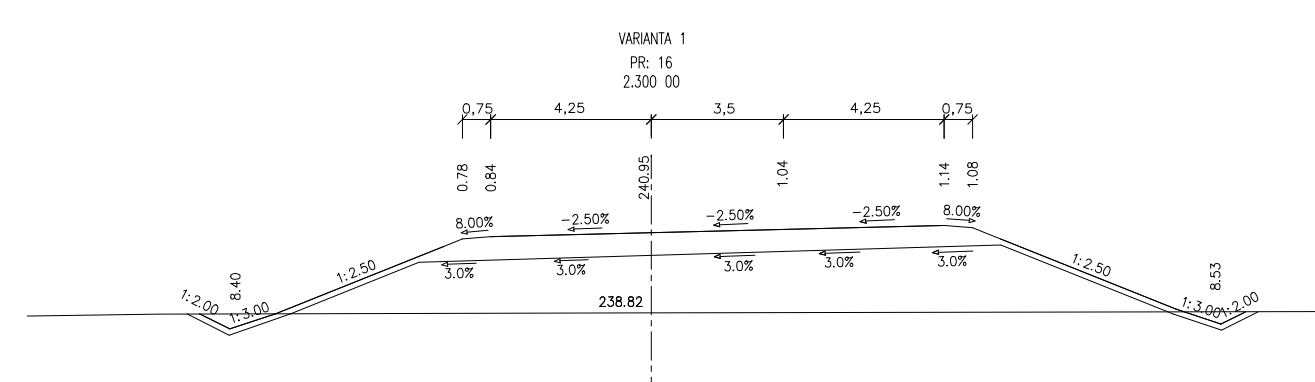 VARIANTA 1
PR: 16
2.300 00
0,75 4,25 3,5 4,25 0,75
0.78 0.84 240.95 1.04 1.14 1.08
8.00% -2.50% -2.50% -2.50% 8.00%
3.0% 3.0% 3.0% 3.0% 3.0%
1:2.50 1:2.50
8.40 8.53
1:2.00 1:3.00 238.82 1:3.00 1:2.00